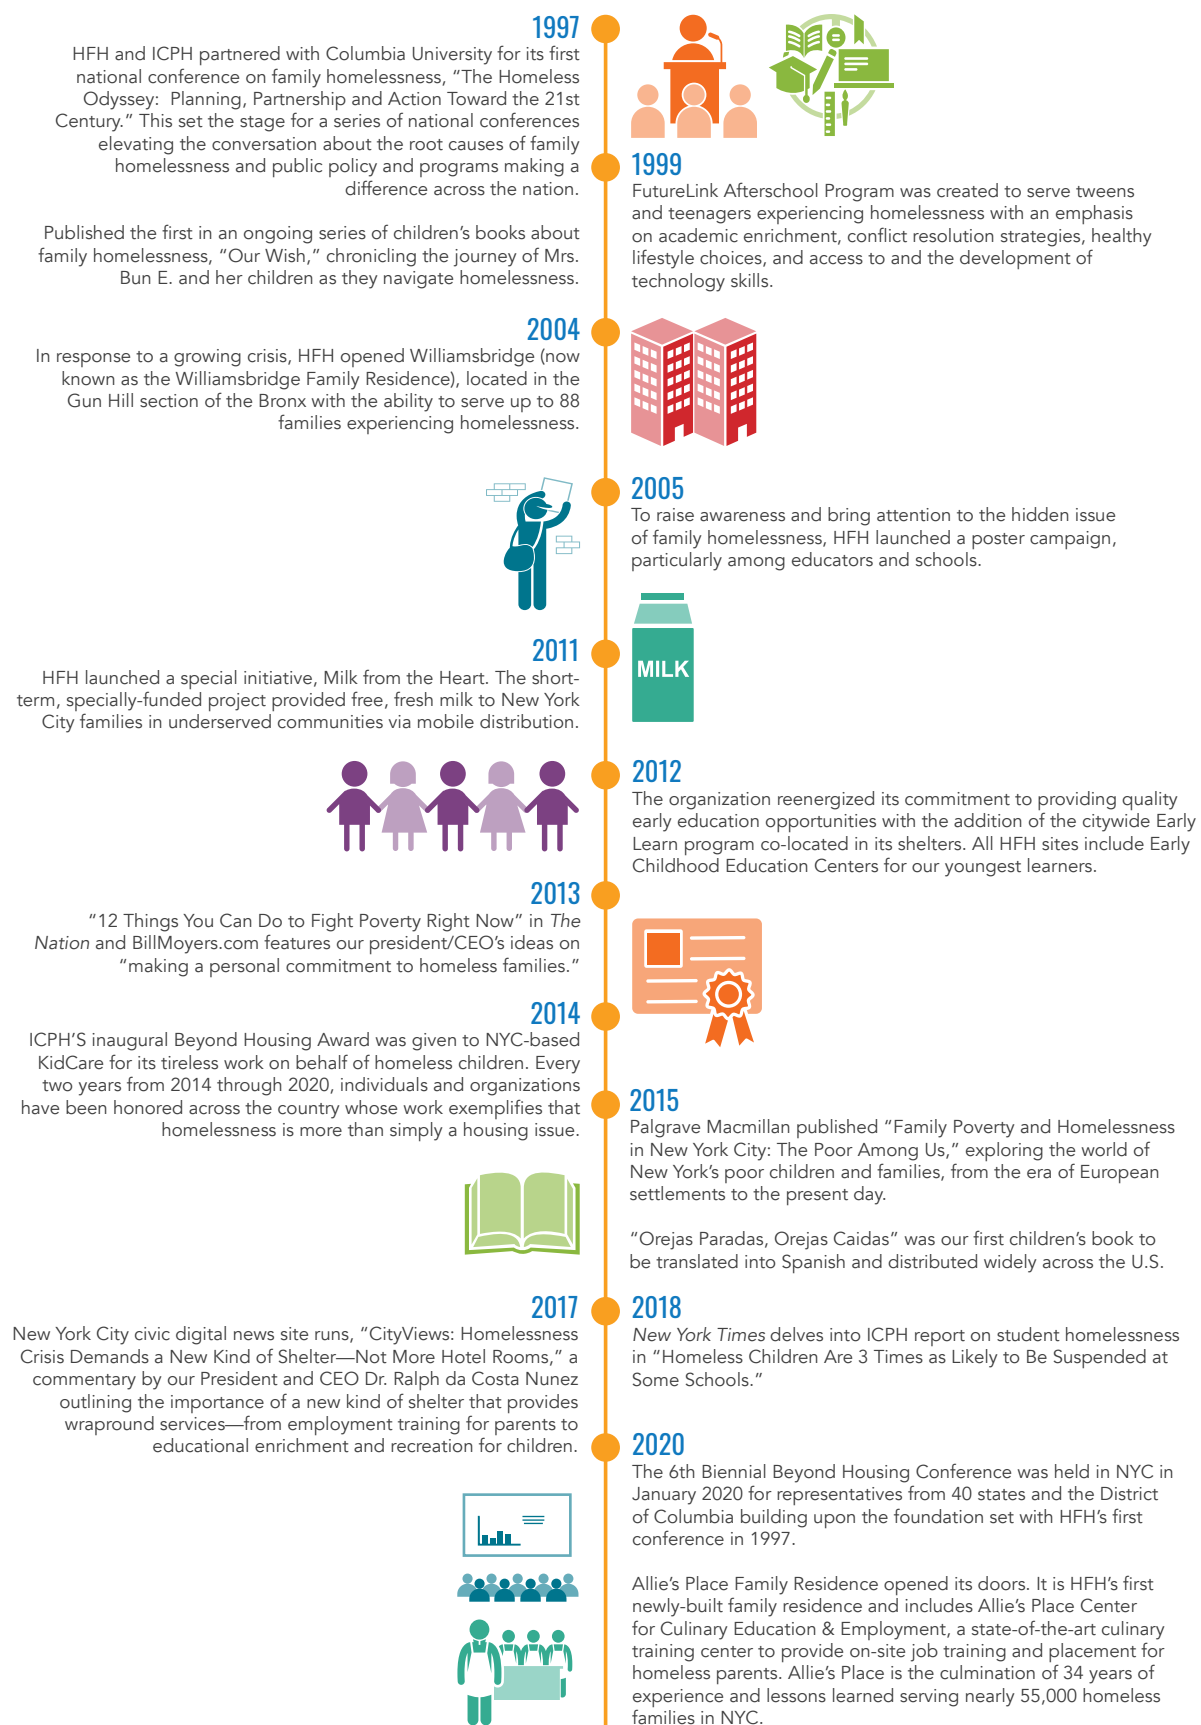 1997
HFH and ICPH partnered with Columbia University for its first
national conference on family homelessness, “The Homeless
Odyssey: Planning, Partnership and Action Toward the 21st
Century.” This set the stage for a series of national conferences
elevating the conversation about the root causes of family
homelessness and public policy and programs making a
difference across the nation.
Published the first in an ongoing series of children’s books about
family homelessness, “Our Wish,” chronicling the journey of Mrs.
Bun E. and her children as they navigate homelessness.
1999
FutureLink Afterschool Program was created to serve tweens
and teenagers experiencing homelessness with an emphasis
on academic enrichment, conflict resolution strategies, healthy
lifestyle choices, and access to and the development of
technology skills.
2004
In response to a growing crisis, HFH opened Williamsbridge (now
known as the Williamsbridge Family Residence), located in the
Gun Hill section of the Bronx with the ability to serve up to 88
families experiencing homelessness.
2005
To raise awareness and bring attention to the hidden issue
of family homelessness, HFH launched a poster campaign,
particularly among educators and schools.
MILK
2011
HFH launched a special initiative, Milk from the Heart. The short-
term, specially-funded project provided free, fresh milk to New York
City families in underserved communities via mobile distribution.
2012
The organization reenergized its commitment to providing quality
early education opportunities with the addition of the citywide Early
Learn program co-located in its shelters. All HFH sites include Early
Childhood Education Centers for our youngest learners.
2013
“12 Things You Can Do to Fight Poverty Right Now” in The
Nation and BillMoyers.com features our president/CEO’s ideas on
“making a personal commitment to homeless families.”
2014
ICPH’S inaugural Beyond Housing Award was given to NYC-based
KidCare for its tireless work on behalf of homeless children. Every
two years from 2014 through 2020, individuals and organizations
have been honored across the country whose work exemplifies that
homelessness is more than simply a housing issue.
2015
Palgrave Macmillan published “Family Poverty and Homelessness
in New York City: The Poor Among Us,” exploring the world of
New York’s poor children and families, from the era of European
settlements to the present day.
“Orejas Paradas, Orejas Caidas” was our first children’s book to
be translated into Spanish and distributed widely across the U.S.
2017
New York City civic digital news site runs, “CityViews: Homelessness
Crisis Demands a New Kind of Shelter—Not More Hotel Rooms,” a
commentary by our President and CEO Dr. Ralph da Costa Nunez
outlining the importance of a new kind of shelter that provides
wrapround services—from employment training for parents to
educational enrichment and recreation for children.
2018
New York Times delves into ICPH report on student homelessness
in “Homeless Children Are 3 Times as Likely to Be Suspended at
Some Schools.”
2020
The 6th Biennial Beyond Housing Conference was held in NYC in
January 2020 for representatives from 40 states and the District
of Columbia building upon the foundation set with HFH’s first
conference in 1997.
Allie’s Place Family Residence opened its doors. It is HFH’s first
newly-built family residence and includes Allie’s Place Center
for Culinary Education & Employment, a state-of-the-art culinary
training center to provide on-site job training and placement for
homeless parents. Allie’s Place is the culmination of 34 years of
experience and lessons learned serving nearly 55,000 homeless
families in NYC.